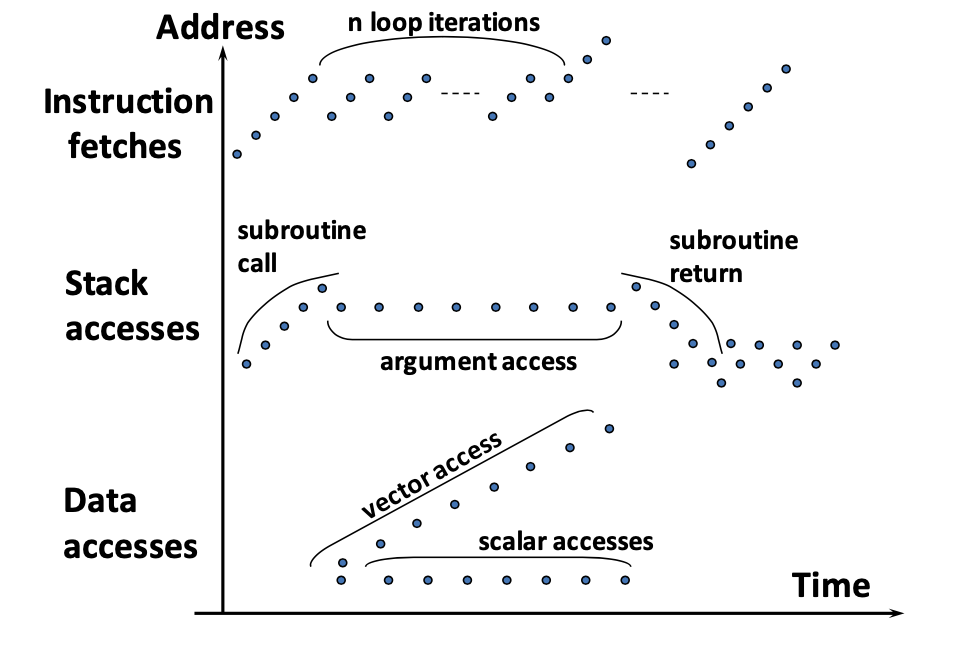 Address
n loop iterations
Instruction
fetches
subroutine
call
subroutine
return
Stack
accesses
argument access
vector access
Data
accesses
scalar accesses
Time